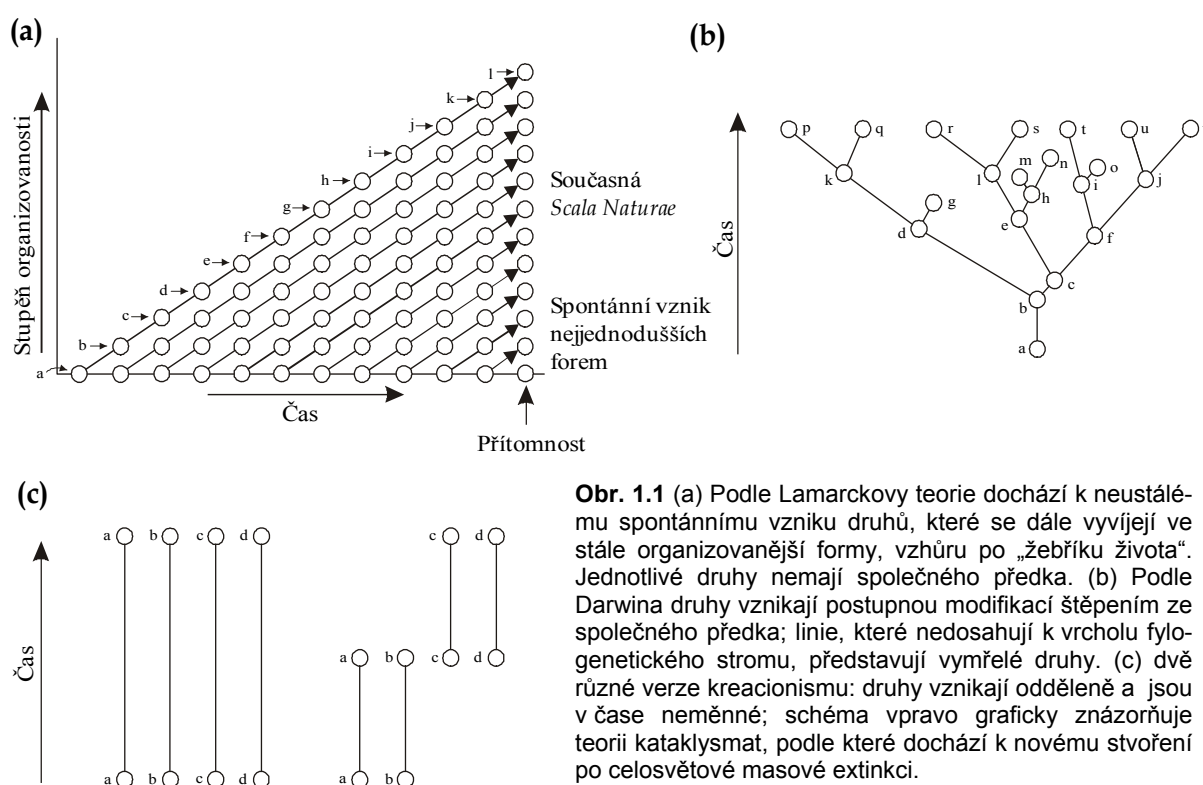 (a)
Stupěň organizovanosti
l
k
j
i
h
g
f
e
d
c
b
a
Současná
Scala Naturae
Spontánní vznik
nejjednodušších
forem
Čas
Přítomnost
(b)
Čas
p q r s t u
m n o
k l i j
g h
d e f
c
b
a
(c)
Čas
a b c d c d
a b c d
a b c d a b
Obr. 1.1 (a) Podle Lamarckovy teorie dochází k neustálé-
mu spontánnímu vzniku druhů, které se dále vyvíjejí ve
stále organizovanější formy, vzhůru po „žebříku života“.
Jednotlivé druhy nemají společného předka. (b) Podle
Darwina druhy vznikají postupnou modifikací štěpením ze
společného předka; linie, které nedosahují k vrcholu fylo-
genetického stromu, představují vymřelé druhy. (c) dvě
různé verze kreacionismu: druhy vznikají odděleně a jsou
v čase neměnné; schéma vpravo graficky znázorňuje
teorii kataklysmat, podle které dochází k novému stvoření
po celosvětové masové extinkci.